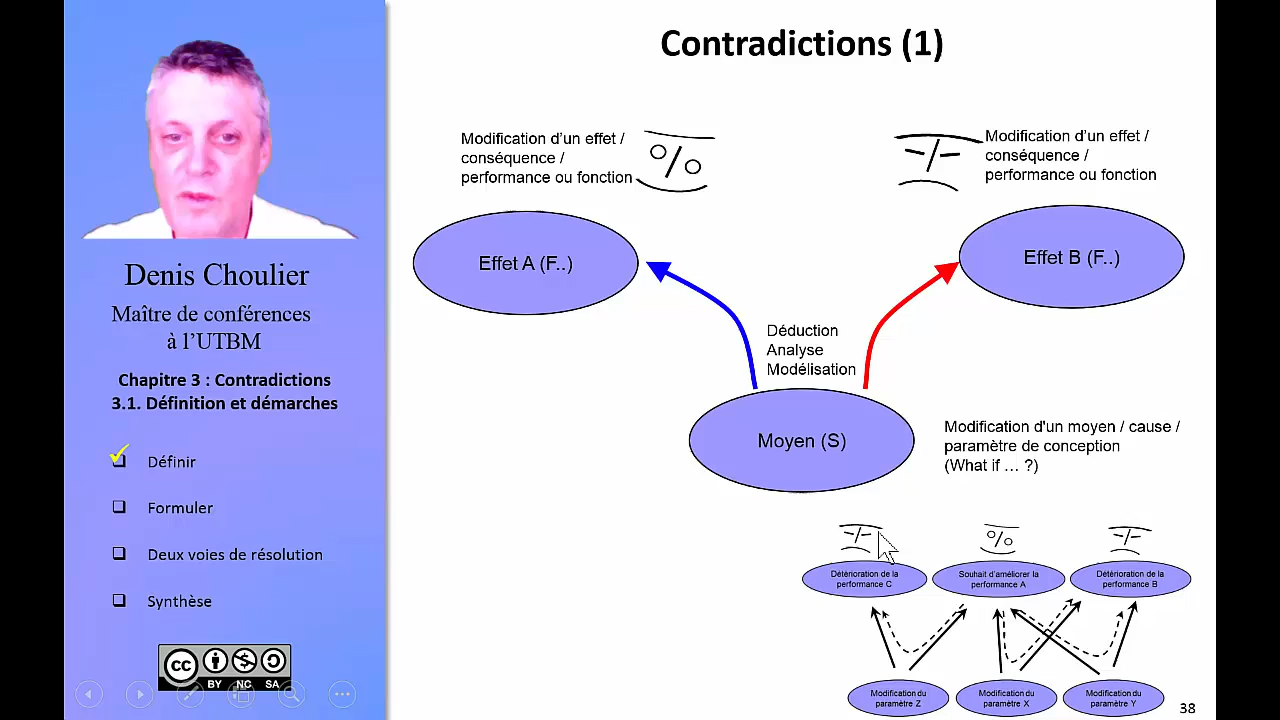 Contradictions (1)
Modification d'un effet /
conséquence /
performance ou fonction
Modification d'un effet /
conséquence /
performance ou fonction
Effet A (F..)
Effet B (F..)
Déduction
Analyse
Modélisation
Moyen (S)
Modification d'un moyen / cause /
paramètre de conception
(What if ... ?)
Détérioration de la
performance C
Souhait d'améliorer la
performance A
Détérioration de la
performance B
Modification du
paramètre Z
Modification du
paramètre X
Modification du
paramètre Y
38
Denis Choulier
Maître de conférences
à l'UTBM
Chapitre 3 : Contradictions
3.1. Définition et démarches
Définir
Formuler
Deux voies de résolution
Synthèse
cc
BY NC SA